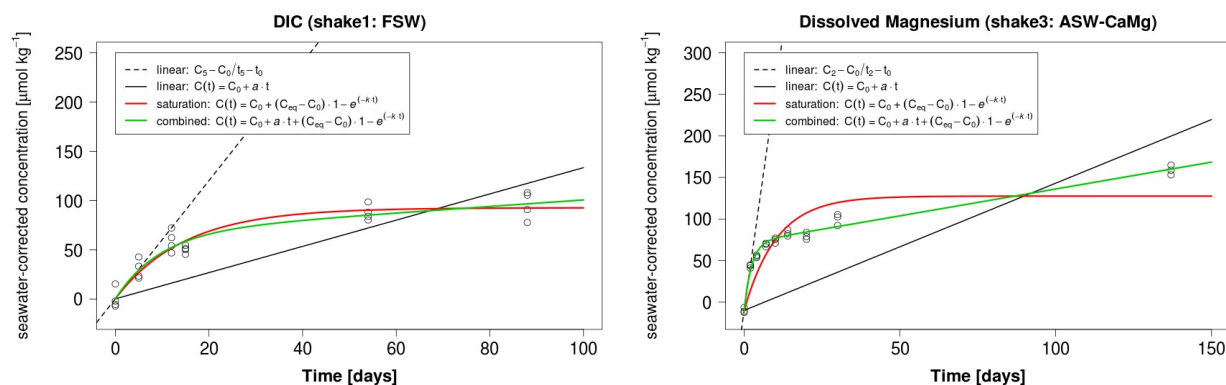 DIC (shake1: FSW)
seawater-corrected concentration [μmol kg⁻¹]
250
200
150
100
50
0
linear: C₅−C₀/t₅−t₀
linear: C(t)=C₀+a·t
saturation: C(t)=C₀+(Cₑq−C₀)·1−e^(−k·t)
combined: C(t)=C₀+a·t+(Cₑq−C₀)·1−e^(−k·t)
0
20
40
60
80
100
Time [days]
Dissolved Magnesium (shake3: ASW-CaMg)
seawater-corrected concentration [μmol kg⁻¹]
300
250
200
150
100
50
0
linear: C₂−C₀/t₂−t₀
linear: C(t)=C₀+a·t
saturation: C(t)=C₀+(Cₑq−C₀)·1−e^(−k·t)
combined: C(t)=C₀+a·t+(Cₑq−C₀)·1−e^(−k·t)
0
50
100
150
Time [days]